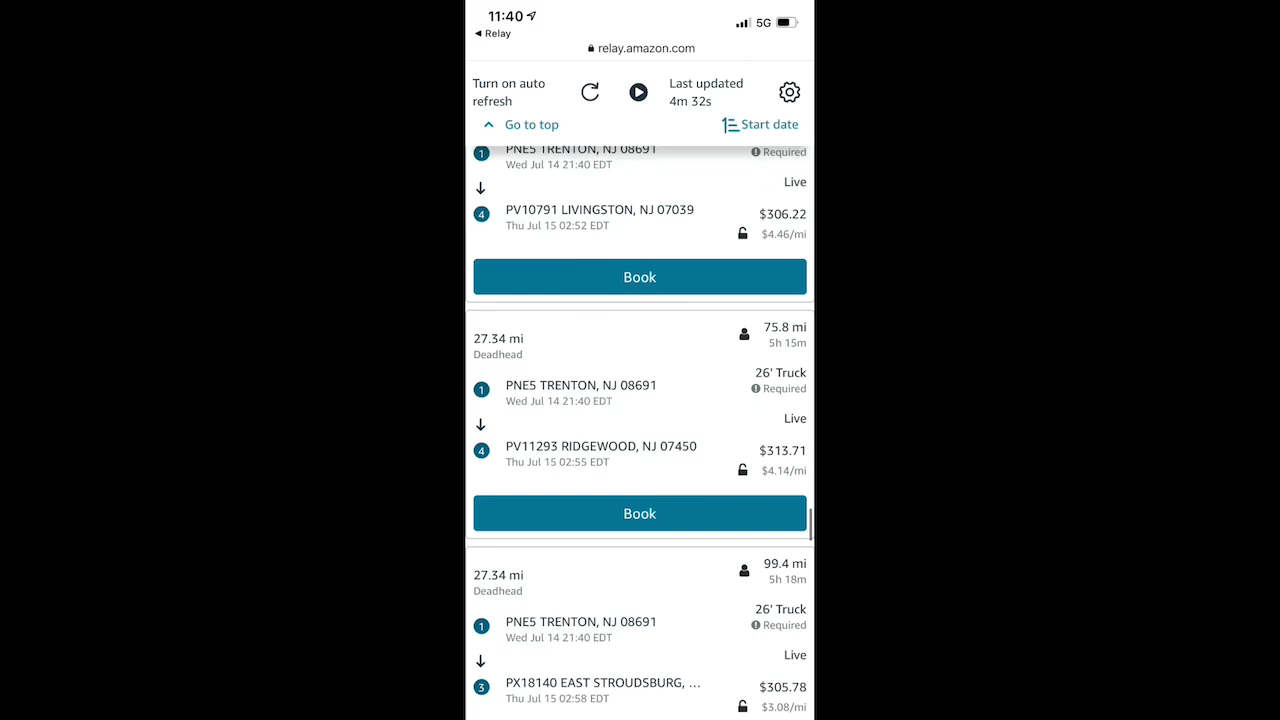 11:40
5G
◀ Relay
relay.amazon.com
Turn on auto
refresh
Last updated
4m 32s
Go to top
Start date
1
PNE5 TRENTON, NJ 08691
Required
Wed Jul 14 21:40 EDT
Live
4
PV10791 LIVINGSTON, NJ 07039
$306.22
Thu Jul 15 02:52 EDT
$4.46/mi
Book
27.34 mi
75.8 mi
Deadhead
5h 15m
26' Truck
1
PNE5 TRENTON, NJ 08691
Required
Wed Jul 14 21:40 EDT
Live
4
PV11293 RIDGEWOOD, NJ 07450
$313.71
Thu Jul 15 02:55 EDT
$4.14/mi
Book
27.34 mi
99.4 mi
Deadhead
5h 18m
26' Truck
1
PNE5 TRENTON, NJ 08691
Required
Wed Jul 14 21:40 EDT
Live
3
PX18140 EAST STROUDSBURG, ...
$305.78
Thu Jul 15 02:58 EDT
$3.08/mi